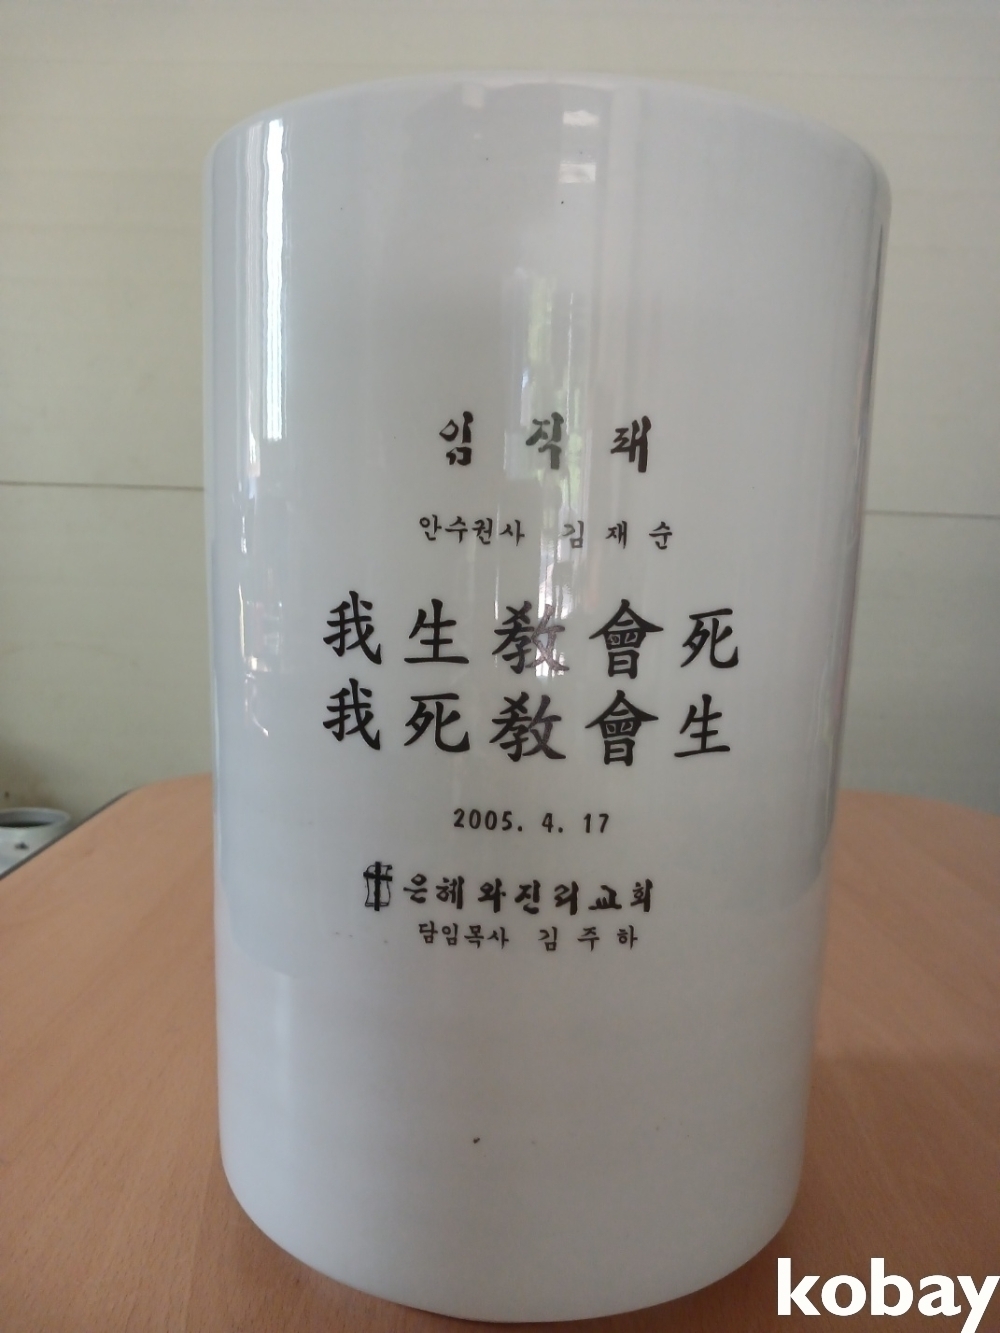 임 직 패
안수권사 김 재 순
我生敎會死
我死敎會生
2005. 4. 17
은혜와진리교회
담임목사 김 주 하
kobay